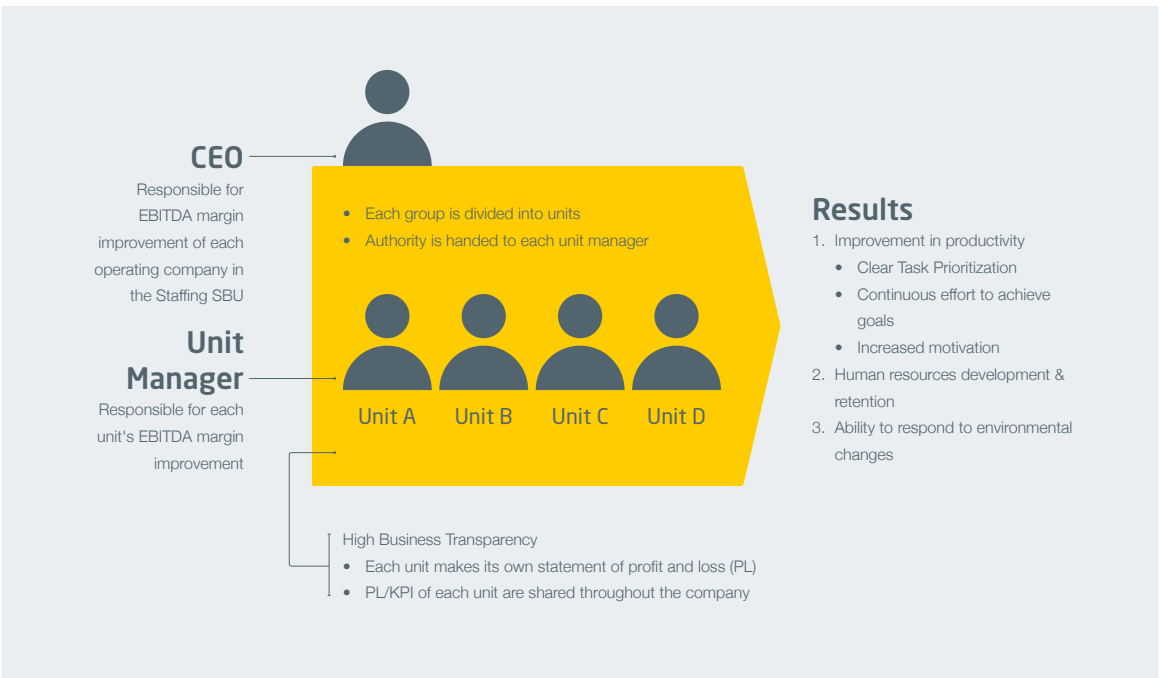 CEO
Responsible for
EBITDA margin
improvement of each
operating company in
the Staffing SBU
Unit
Manager
Responsible for each
unit's EBITDA margin
improvement
• Each group is divided into units
• Authority is handed to each unit manager
Unit A Unit B Unit C Unit D
High Business Transparency
• Each unit makes its own statement of profit and loss (PL)
• PL/KPI of each unit are shared throughout the company
Results
1. Improvement in productivity
• Clear Task Prioritization
• Continuous effort to achieve
goals
• Increased motivation
2. Human resources development &
retention
3. Ability to respond to environmental
changes